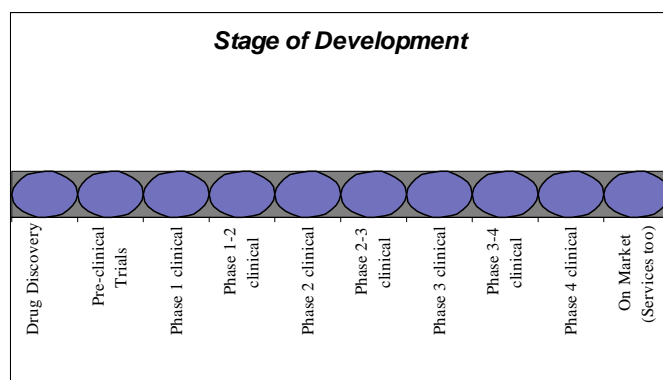 Stage of Development
Drug Discovery
Pre-clinical
Trials
Phase 1 clinical
Phase 1-2
clinical
Phase 2 clinical
Phase 2-3
clinical
Phase 3 clinical
Phase 3-4
clinical
Phase 4 clinical
On Market
(Services too)